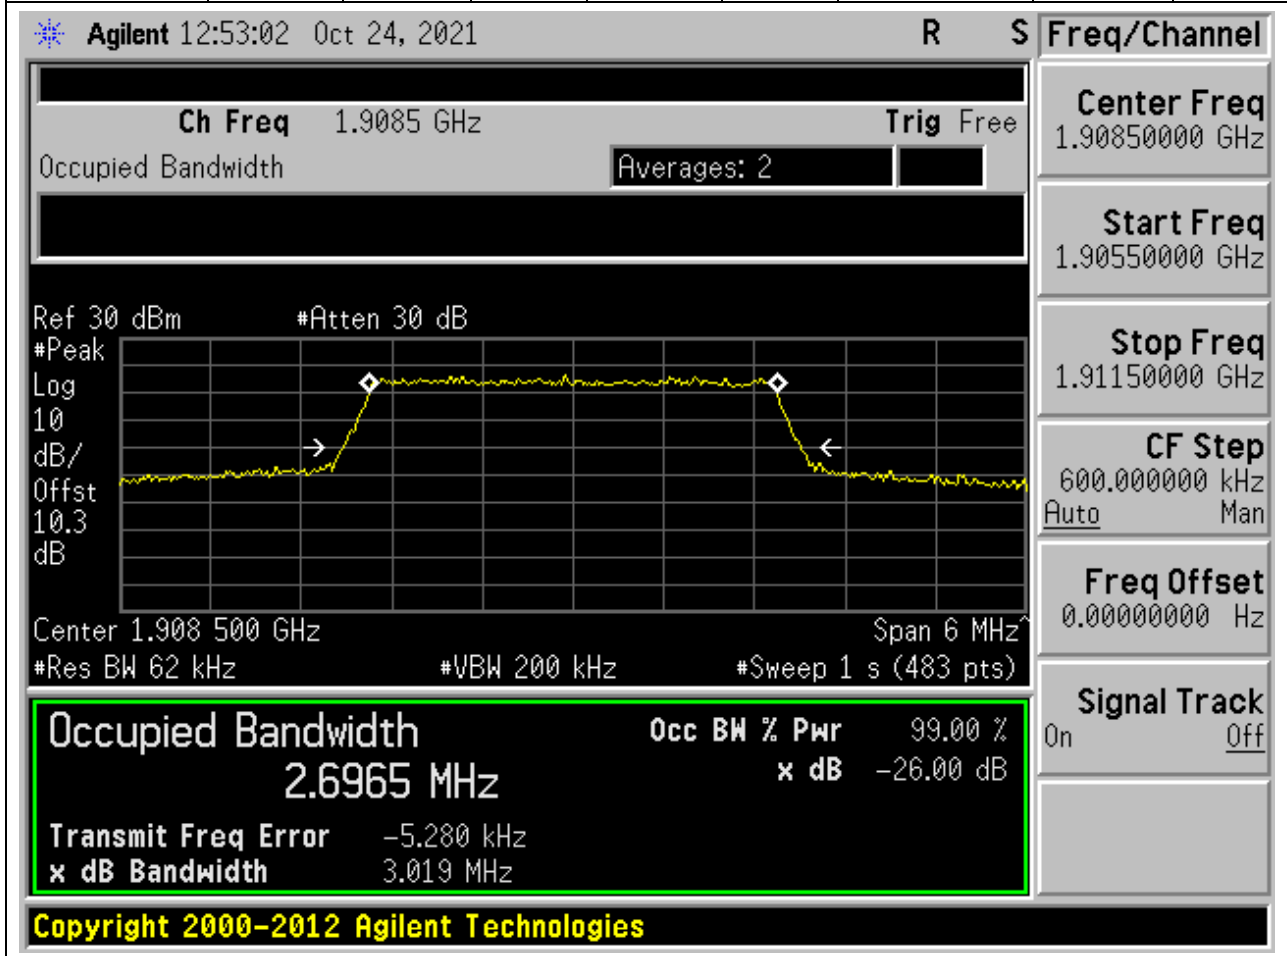 Agilent 12:53:02 Oct 24, 2021 R S
Freq/Channel
Ch Freq 1.9085 GHz Trig Free
Occupied Bandwidth Averages: 2
Center Freq
1.90850000 GHz
Start Freq
1.90550000 GHz
Stop Freq
1.91150000 GHz
CF Step
600.000000 kHz
Auto Man
Freq Offset
0.00000000 Hz
Signal Track
On Off
Ref 30 dBm #Atten 30 dB
#Peak
Log
10
dB/
Offst
10.3
dB
Center 1.908 500 GHz Span 6 MHz^
#Res BW 62 kHz #VBW 200 kHz #Sweep 1 s (483 pts)
Occupied Bandwidth Occ BW % Pwr 99.00 %
2.6965 MHz x dB -26.00 dB
Transmit Freq Error -5.280 kHz
x dB Bandwidth 3.019 MHz
Copyright 2000-2012 Agilent Technologies